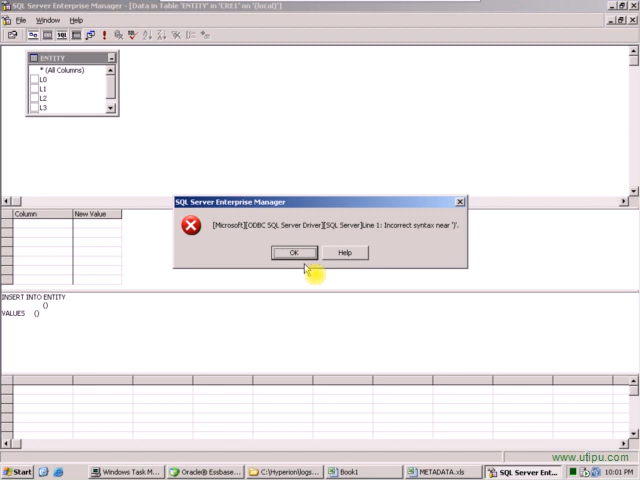 SQL Server Enterprise Manager - [Data in Table 'ENTITY' in 'CRE1' on '(local)']
File Window Help
ENTITY
* (All Columns)
L0
L1
L2
L3
Column New Value
SQL Server Enterprise Manager
[Microsoft][ODBC SQL Server Driver][SQL Server]Line 1: Incorrect syntax near ')'.
OK Help
INSERT INTO ENTITY
()
VALUES ()
www.utipu.com
Start Windows Task M... Oracle® Essbase... C:\Hyperion\logs... Book1 METADATA.xls SQL Server Ent... 10:01 PM